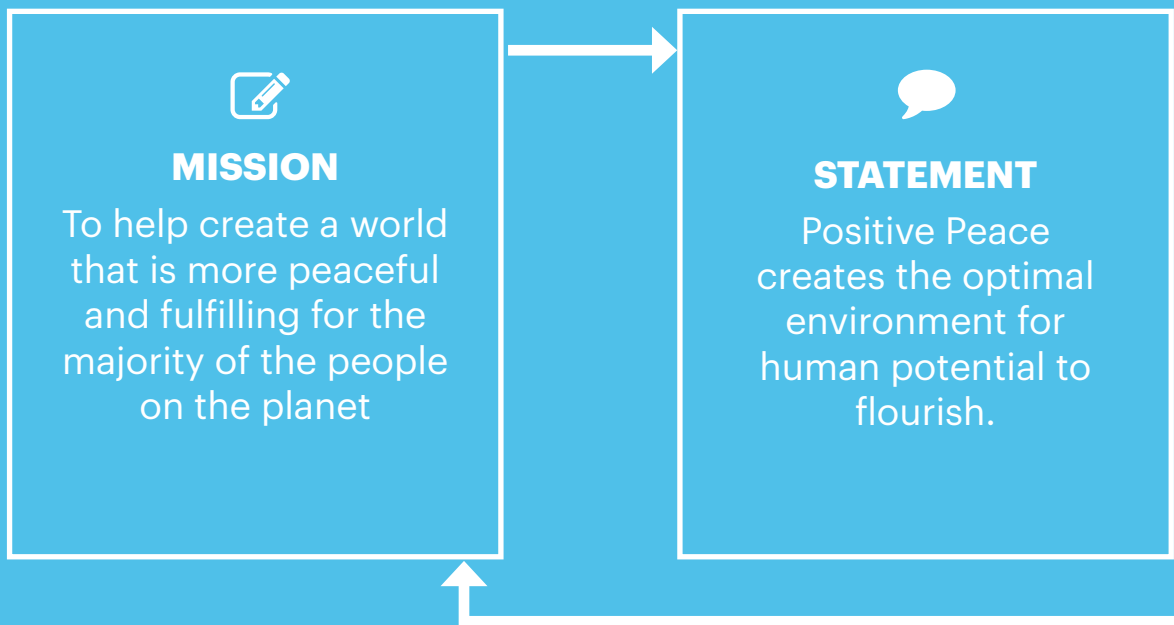 MISSION
To help create a world
that is more peaceful
and fulfilling for the
majority of the people
on the planet
STATEMENT
Positive Peace
creates the optimal
environment for
human potential to
flourish.